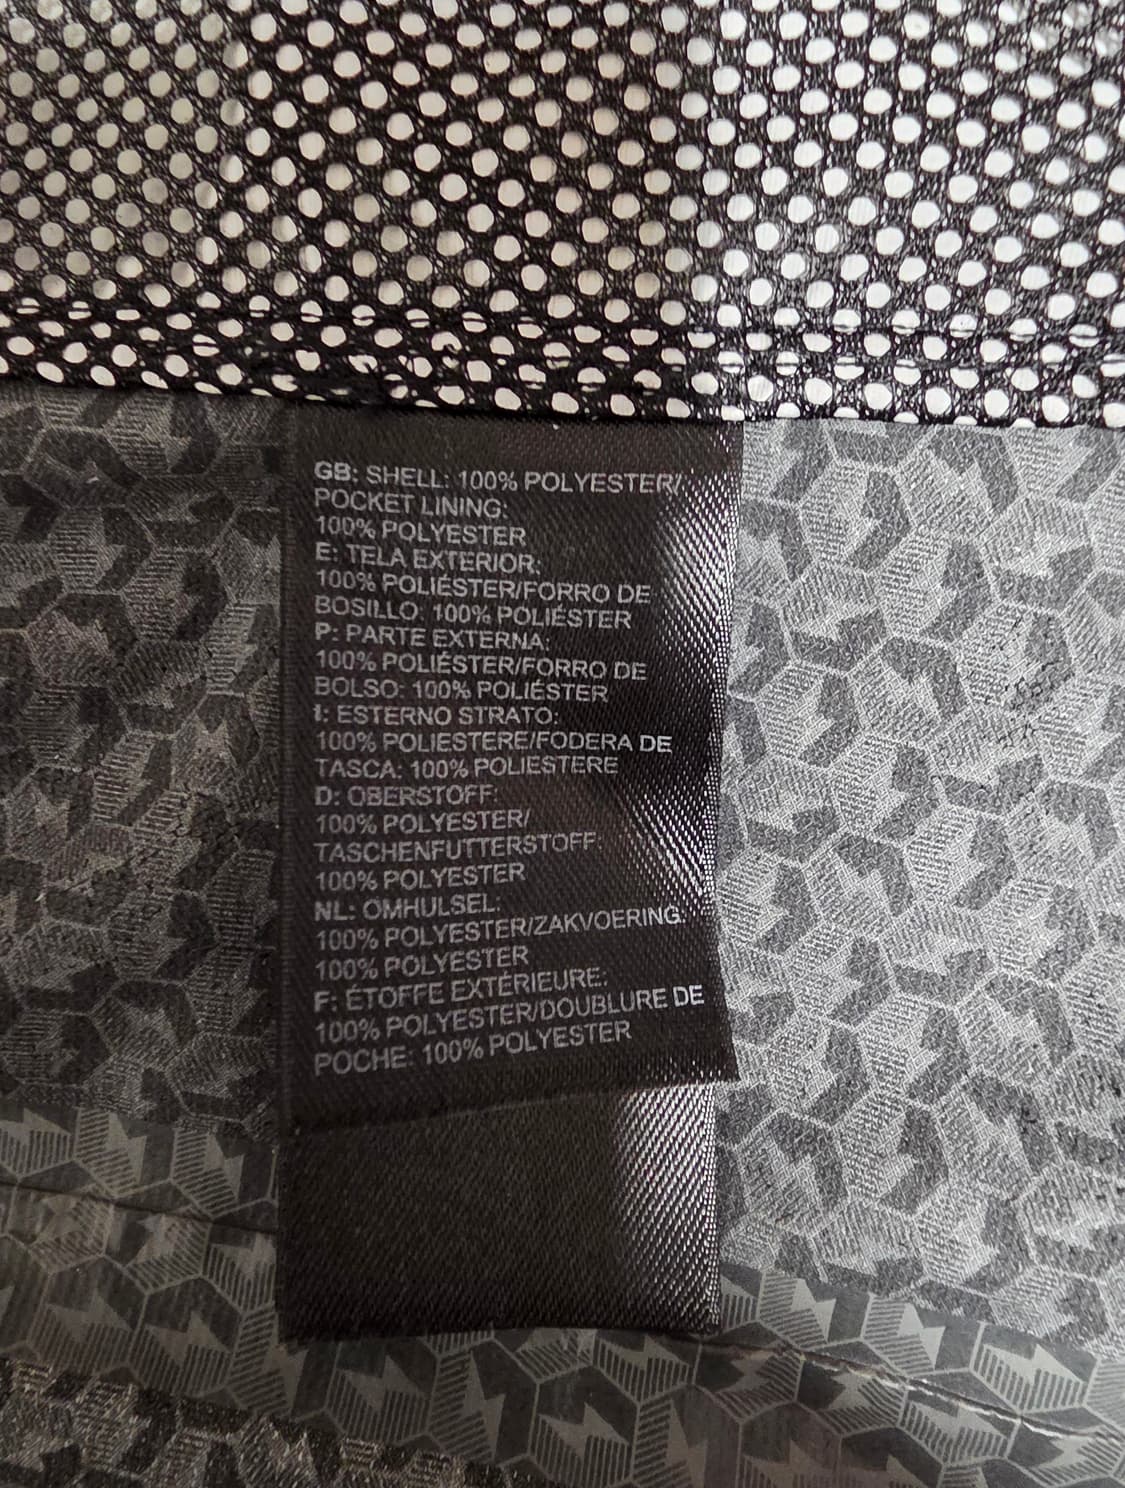 GB: SHELL: 100% POLYESTER/
POCKET LINING:
100% POLYESTER
E: TELA EXTERIOR:
100% POLIÉSTER/FORRO DE
BOSILLO: 100% POLIÉSTER
P: PARTE EXTERNA:
100% POLIÉSTER/FORRO DE
BOLSO: 100% POLIÉSTER
I: ESTERNO STRATO:
100% POLIESTERE/FODERA DE
TASCA: 100% POLIESTERE
D: OBERSTOFF:
100% POLYESTER/
TASCHENFUTTERSTOFF:
100% POLYESTER
NL: OMHULSEL:
100% POLYESTER/ZAKVOERING:
100% POLYESTER
F: ÉTOFFE EXTÉRIEURE:
100% POLYESTER/DOUBLURE DE
POCHE: 100% POLYESTER